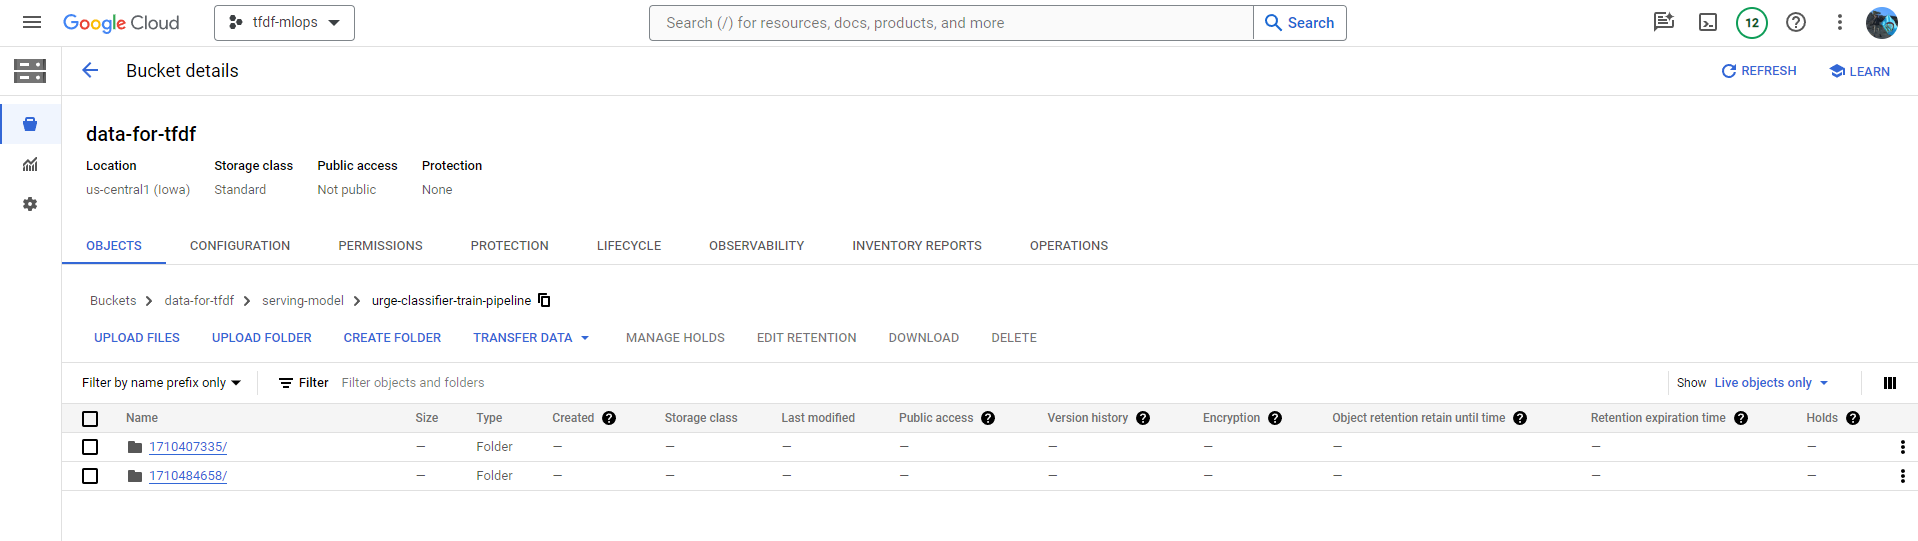 Google Cloud tfdf-mlops Search (/) for resources, docs, products, and more Search 12
Bucket details REFRESH LEARN
data-for-tfdf
Location Storage class Public access Protection
us-central1 (Iowa) Standard Not public None
OBJECTS CONFIGURATION PERMISSIONS PROTECTION LIFECYCLE OBSERVABILITY INVENTORY REPORTS OPERATIONS
Buckets > data-for-tfdf > serving-model > urge-classifier-train-pipeline
UPLOAD FILES UPLOAD FOLDER CREATE FOLDER TRANSFER DATA MANAGE HOLDS EDIT RETENTION DOWNLOAD DELETE
Filter by name prefix only Filter Filter objects and folders Show Live objects only
Name Size Type Created Storage class Last modified Public access Version history Encryption Object retention retain until time Retention expiration time Holds
1710407335/ — Folder — — — — — — — — —
1710484658/ — Folder — — — — — — — — —